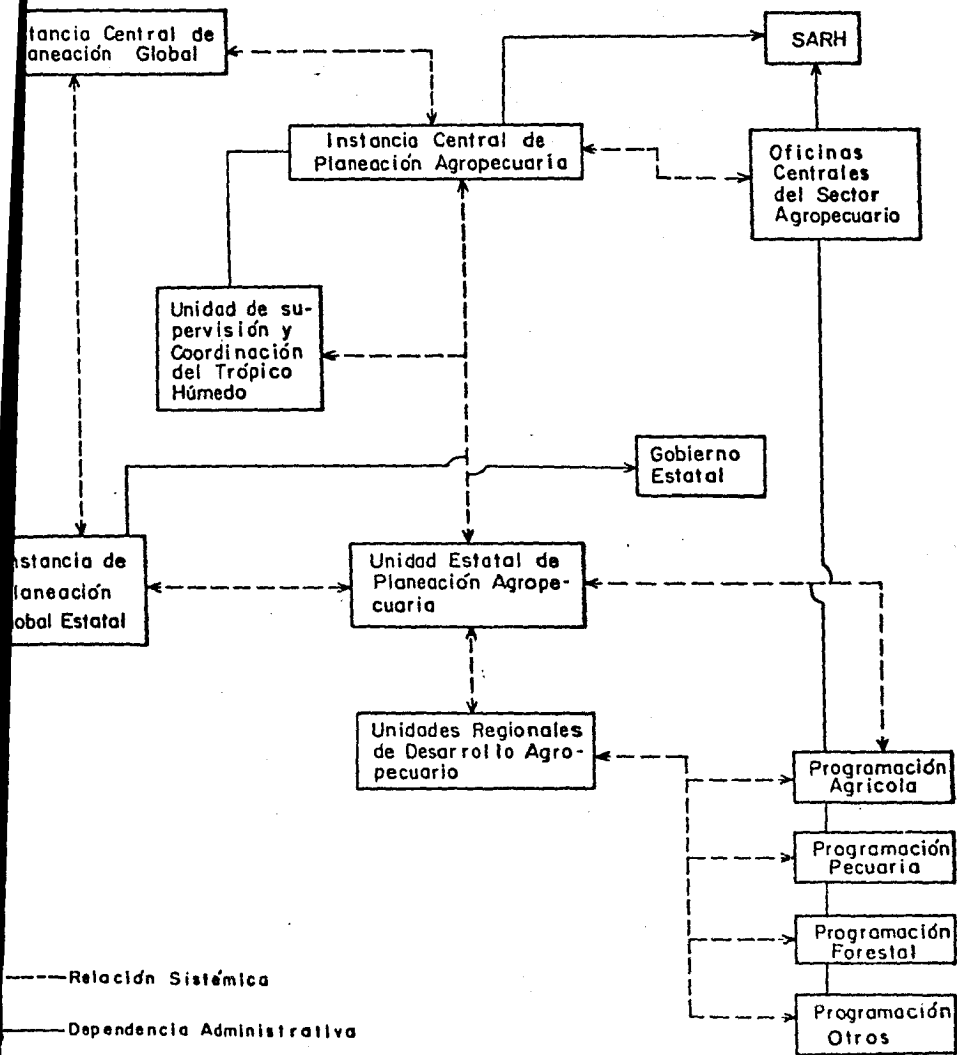 tancia Central de
aneación Global
SARH
Instancia Central de
Planeación Agropecuaria
Oficinas
Centrales
del Sector
Agropecuario
Unidad de su-
pervisión y
Coordinación
del Trópico
Húmedo
Gobierno
Estatal
nstancia de
laneación
obal Estatal
Unidad Estatal de
Planeación Agrope-
cuaria
Unidades Regionales
de Desarrollo Agro-
pecuario
Programación
Agrícola
Programación
Pecuaria
Programación
Forestal
Programación
Otros
Relación Sistémica
Dependencia Administrativa